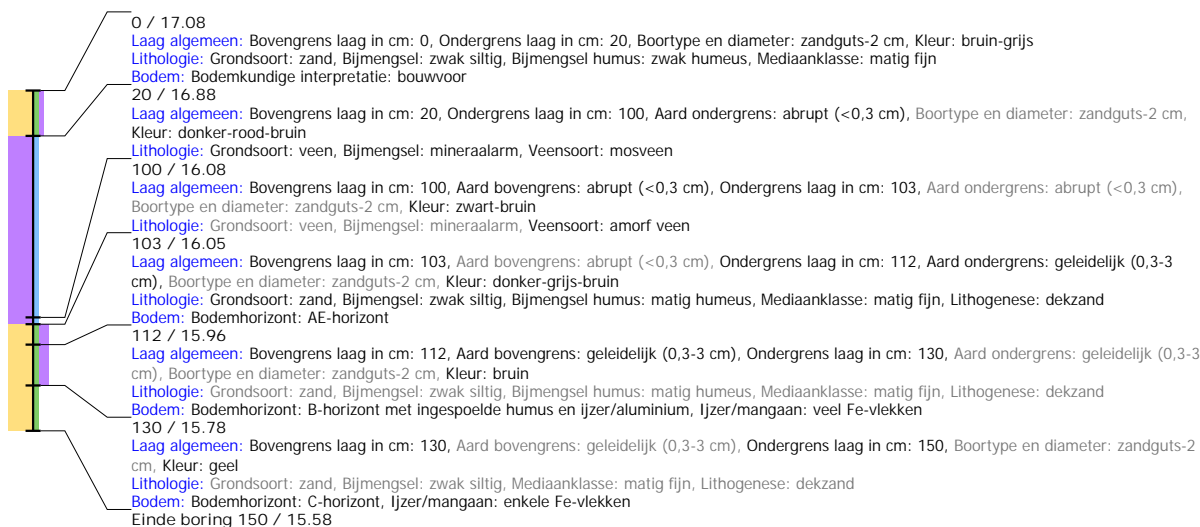 0 / 17.08
Laag algemeen: Bovengrens laag in cm: 0, Ondergrens laag in cm: 20, Boortype en diameter: zandguts-2 cm, Kleur: bruin-grijs
Lithologie: Grondsoort: zand, Bijmengsel: zwak siltig, Bijmengsel humus: zwak humeus, Mediaanklasse: matig fijn
Bodem: Bodemkundige interpretatie: bouwvoor
20 / 16.88
Laag algemeen: Bovengrens laag in cm: 20, Ondergrens laag in cm: 100, Aard ondergrens: abrupt (<0,3 cm), Boortype en diameter: zandguts-2 cm,
Kleur: donker-rood-bruin
Lithologie: Grondsoort: veen, Bijmengsel: mineraalarm, Veensoort: mosveen
100 / 16.08
Laag algemeen: Bovengrens laag in cm: 100, Aard bovengrens: abrupt (<0,3 cm), Ondergrens laag in cm: 103, Aard ondergrens: abrupt (<0,3 cm),
Boortype en diameter: zandguts-2 cm, Kleur: zwart-bruin
Lithologie: Grondsoort: veen, Bijmengsel: mineraalarm, Veensoort: amorf veen
103 / 16.05
Laag algemeen: Bovengrens laag in cm: 103, Aard bovengrens: abrupt (<0,3 cm), Ondergrens laag in cm: 112, Aard ondergrens: geleidelijk (0,3-3
cm), Boortype en diameter: zandguts-2 cm, Kleur: donker-grijs-bruin
Lithologie: Grondsoort: zand, Bijmengsel: zwak siltig, Bijmengsel humus: matig humeus, Mediaanklasse: matig fijn, Lithogenese: dekzand
Bodem: Bodemhorizont: AE-horizont
112 / 15.96
Laag algemeen: Bovengrens laag in cm: 112, Aard bovengrens: geleidelijk (0,3-3 cm), Ondergrens laag in cm: 130, Aard ondergrens: geleidelijk (0,3-3
cm), Boortype en diameter: zandguts-2 cm, Kleur: bruin
Lithologie: Grondsoort: zand, Bijmengsel: zwak siltig, Bijmengsel humus: matig humeus, Mediaanklasse: matig fijn, Lithogenese: dekzand
Bodem: Bodemhorizont: B-horizont met ingespoelde humus en ijzer/aluminium, Ijzer/mangaan: veel Fe-vlekken
130 / 15.78
Laag algemeen: Bovengrens laag in cm: 130, Aard bovengrens: geleidelijk (0,3-3 cm), Ondergrens laag in cm: 150, Boortype en diameter: zandguts-2
cm, Kleur: geel
Lithologie: Grondsoort: zand, Bijmengsel: zwak siltig, Mediaanklasse: matig fijn, Lithogenese: dekzand
Bodem: Bodemhorizont: C-horizont, Ijzer/mangaan: enkele Fe-vlekken
Einde boring 150 / 15.58